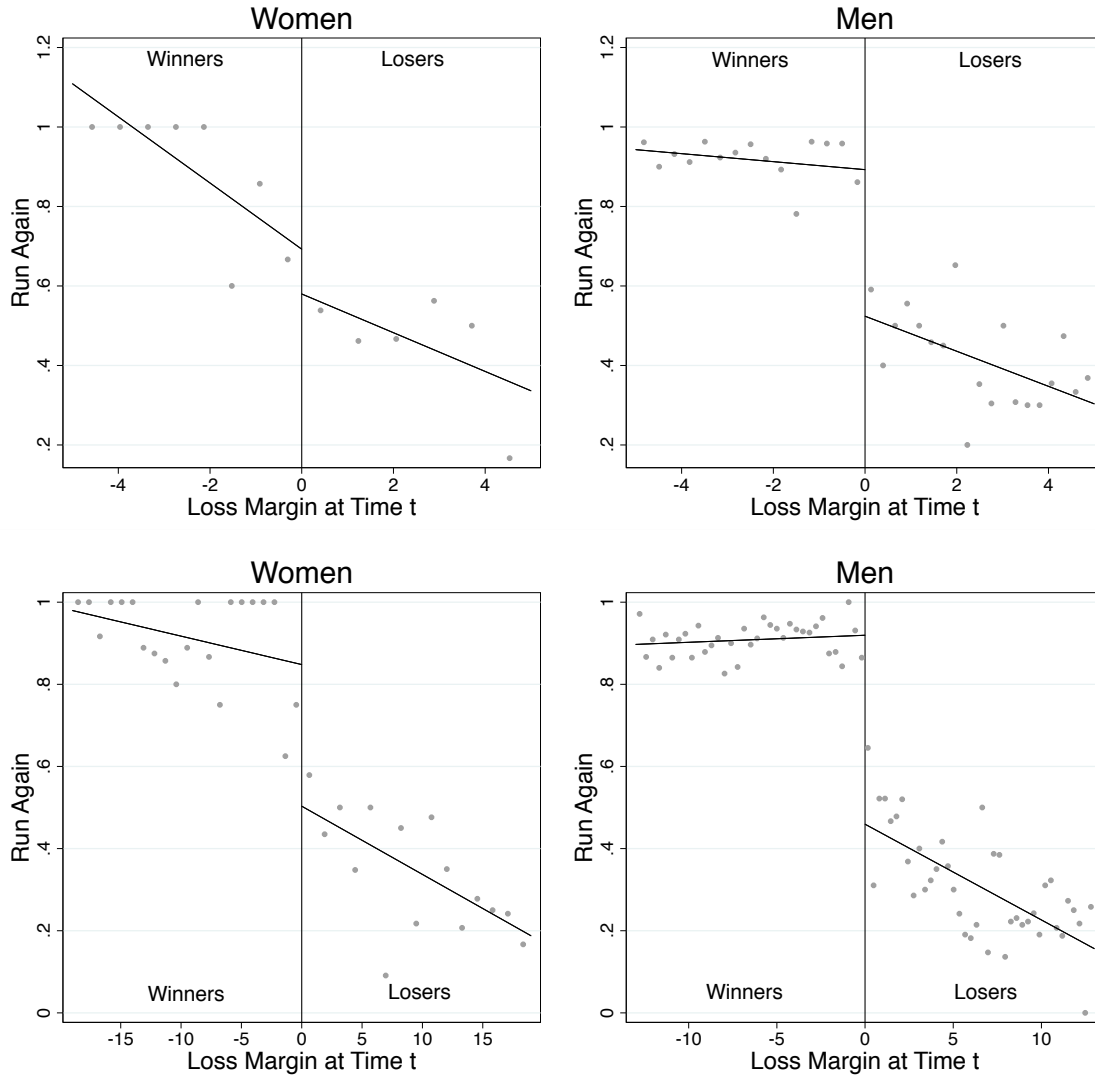 Women
Winners
Losers
1.2
1
.8
.6
.4
.2
Run Again
-4
-2
0
2
4
Loss Margin at Time t
Men
Winners
Losers
1.2
1
.8
.6
.4
.2
Run Again
-4
-2
0
2
4
Loss Margin at Time t
Women
1
.8
.6
.4
.2
0
Run Again
Winners
Losers
-15
-10
-5
0
5
10
15
Loss Margin at Time t
Men
1
.8
.6
.4
.2
0
Run Again
Winners
Losers
-10
-5
0
5
10
Loss Margin at Time t